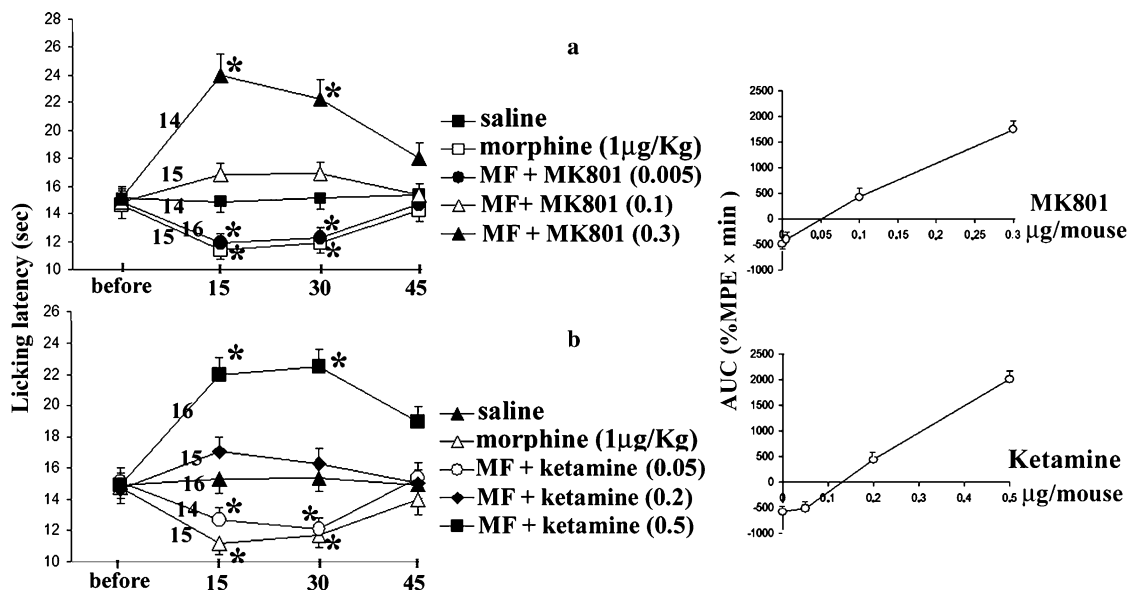 a
Licking latency (sec)
28
26
24
22
20
18
16
14
12
10
14
15
14
16
15
*
*
*
*
*
*
before
15
30
45
saline
morphine (1μg/Kg)
MF + MK801 (0.005)
MF+ MK801 (0.1)
MF + MK801 (0.3)
b
26
24
22
20
18
16
14
12
10
16
15
16
14
15
*
*
*
*
*
*
before
15
30
45
saline
morphine (1μg/Kg)
MF + ketamine (0.05)
MF + ketamine (0.2)
MF + ketamine (0.5)
AUC (%MPE × min)
2500
2000
1500
1000
500
0
-500
-1000
0 0,05 0,1 0,15 0,2 0,25 0.3
MK801
μg/mouse
2500
2000
1500
1000
500
0
-500
-1000
0 0,1 0,2 0,3 0,4 0,5
Ketamine
μg/mouse